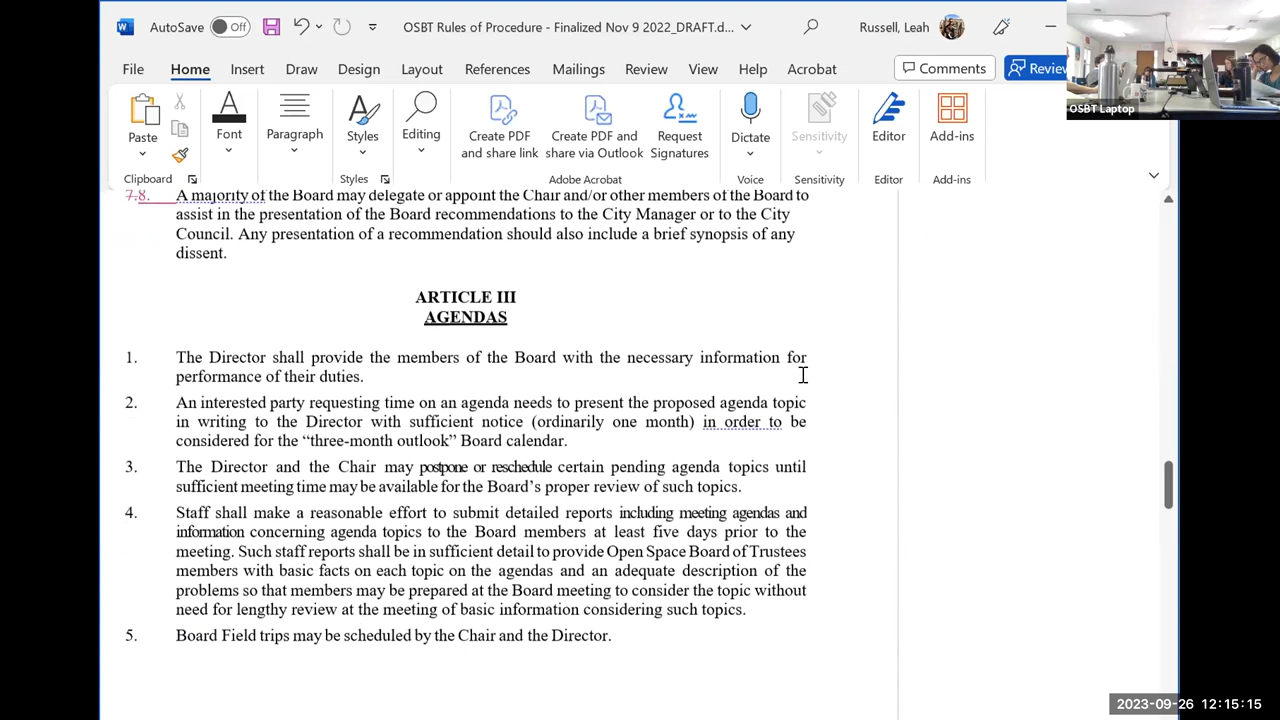 AutoSave Off OSBT Rules of Procedure - Finalized Nov 9 2022_DRAFT.d... Russell, Leah
File Home Insert Draw Design Layout References Mailings Review View Help Acrobat Comments Review
Paste Font Paragraph Styles Editing Create PDF and share link Create PDF and share via Outlook Request Signatures Dictate Sensitivity Editor Add-ins
Clipboard Styles Adobe Acrobat Voice Sensitivity Editor Add-ins
OSBT Laptop
7.8. A majority of the Board may delegate or appoint the Chair and/or other members of the Board to
assist in the presentation of the Board recommendations to the City Manager or to the City
Council. Any presentation of a recommendation should also include a brief synopsis of any
dissent.
ARTICLE III
AGENDAS
1. The Director shall provide the members of the Board with the necessary information for
performance of their duties.
2. An interested party requesting time on an agenda needs to present the proposed agenda topic
in writing to the Director with sufficient notice (ordinarily one month) in order to be
considered for the “three-month outlook” Board calendar.
3. The Director and the Chair may postpone or reschedule certain pending agenda topics until
sufficient meeting time may be available for the Board’s proper review of such topics.
4. Staff shall make a reasonable effort to submit detailed reports including meeting agendas and
information concerning agenda topics to the Board members at least five days prior to the
meeting. Such staff reports shall be in sufficient detail to provide Open Space Board of Trustees
members with basic facts on each topic on the agendas and an adequate description of the
problems so that members may be prepared at the Board meeting to consider the topic without
need for lengthy review at the meeting of basic information considering such topics.
5. Board Field trips may be scheduled by the Chair and the Director.
2023-09-26 12:15:15